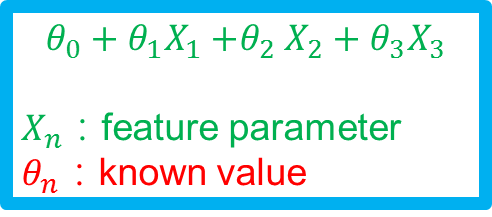 θ₀ + θ₁X₁ +θ₂ X₂ + θ₃X₃
Xₙ : feature parameter
θₙ : known value